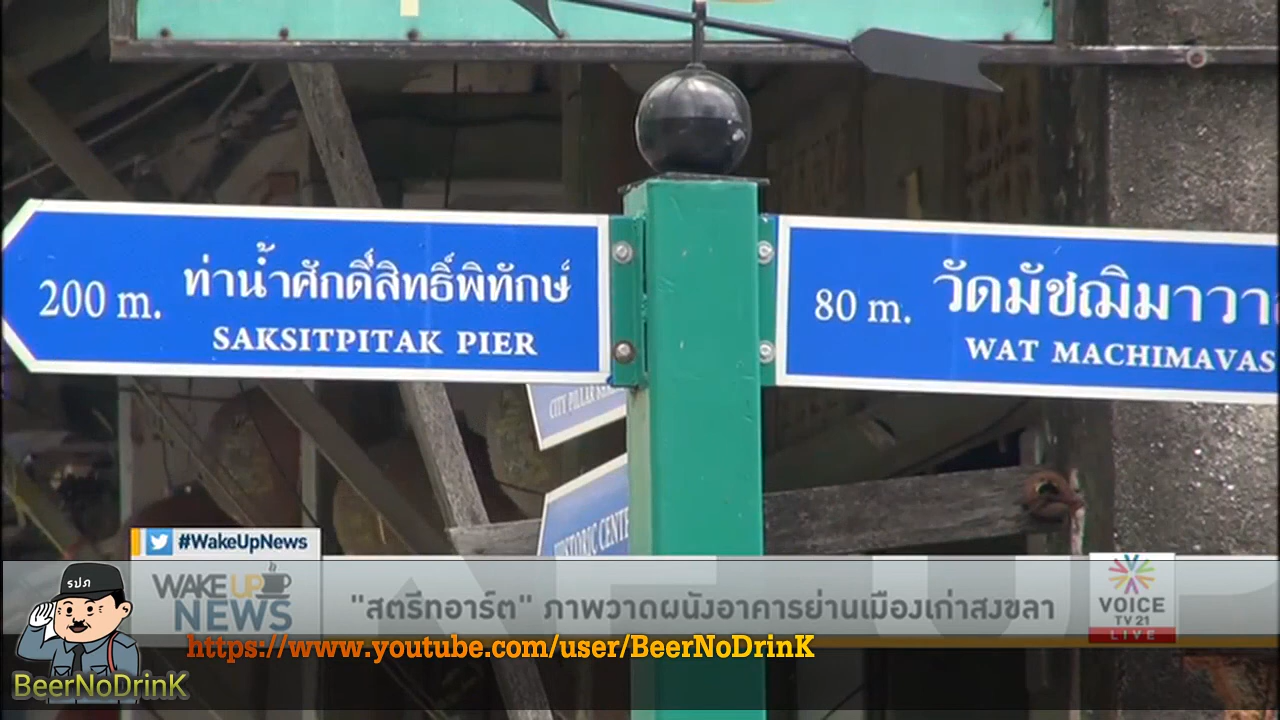 200 m.
ท่าน้ำศักดิ์สิทธิ์พิทักษ์
SAKSITPITAK PIER
80 m.
วัดมัชฌิมาวา
WAT MACHIMAVAS
CITY PILLAR
HISTORIC CENTE
#WakeUpNews
WAKE UP
NEWS
"สตรีทอาร์ต" ภาพวาดผนังอาคารย่านเมืองเก่าสงขลา
VOICE
TV 21
LIVE
รปภ
https://www.youtube.com/user/BeerNoDrinK
BeerNoDrinK